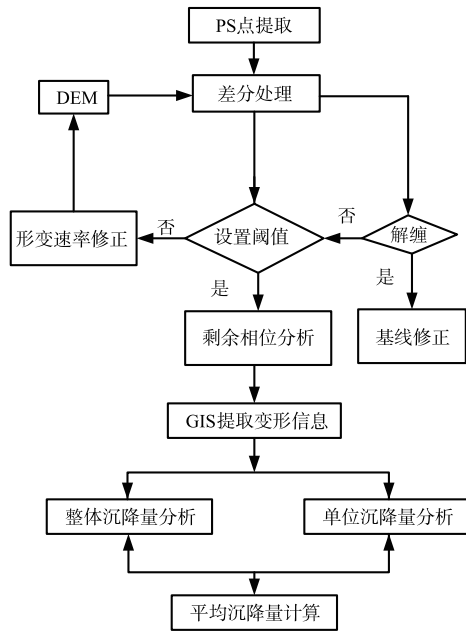 PS点提取
DEM
差分处理
否
否
形变速率修正
设置阈值
解缠
是
是
剩余相位分析
基线修正
GIS提取变形信息
整体沉降量分析
单位沉降量分析
平均沉降量计算